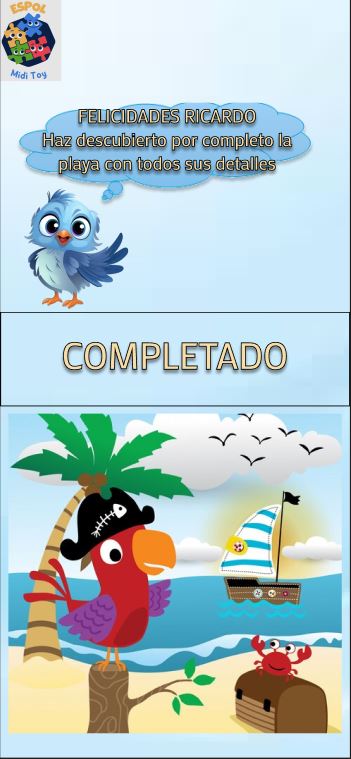 ESPOL
Midi Toy
FELICIDADES RICARDO
Haz descubierto por completo la
playa con todos sus detalles
COMPLETADO